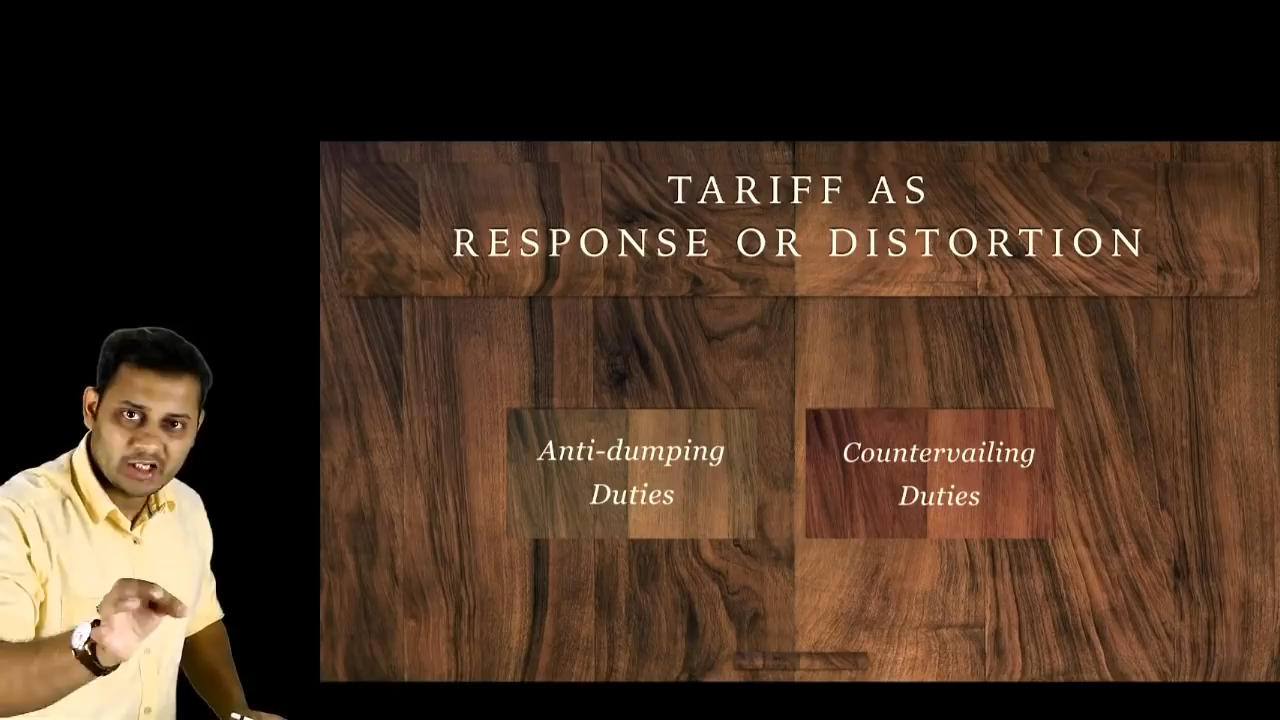 TARIFF AS
RESPONSE OR DISTORTION
Anti-dumping
Duties
Countervailing
Duties